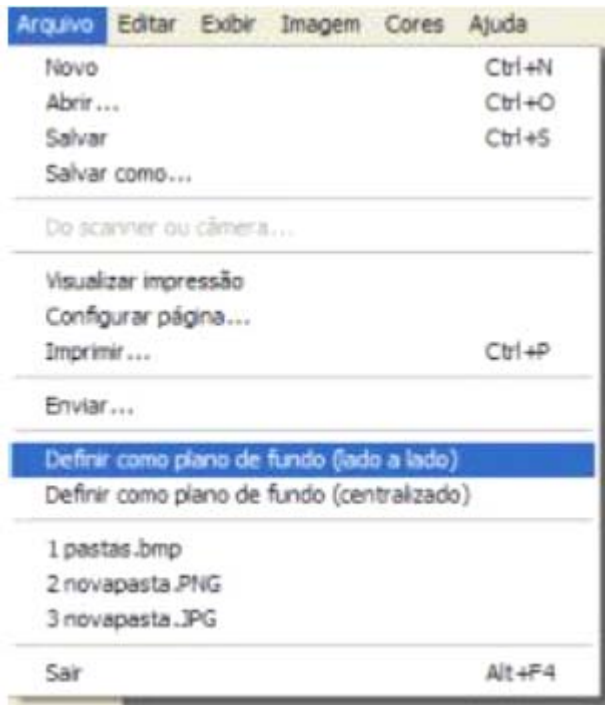 Arquivo Editar Exibir Imagem Cores Ajuda
Novo Ctrl+N
Abrir... Ctrl+O
Salvar Ctrl+S
Salvar como...
Do scanner ou câmera...
Visualizar impressão
Configurar página...
Imprimir... Ctrl+P
Enviar...
Definir como plano de fundo (lado a lado)
Definir como plano de fundo (centralizado)
1 pastas.bmp
2 novapasta.PNG
3 novapasta.JPG
Sair Alt+F4